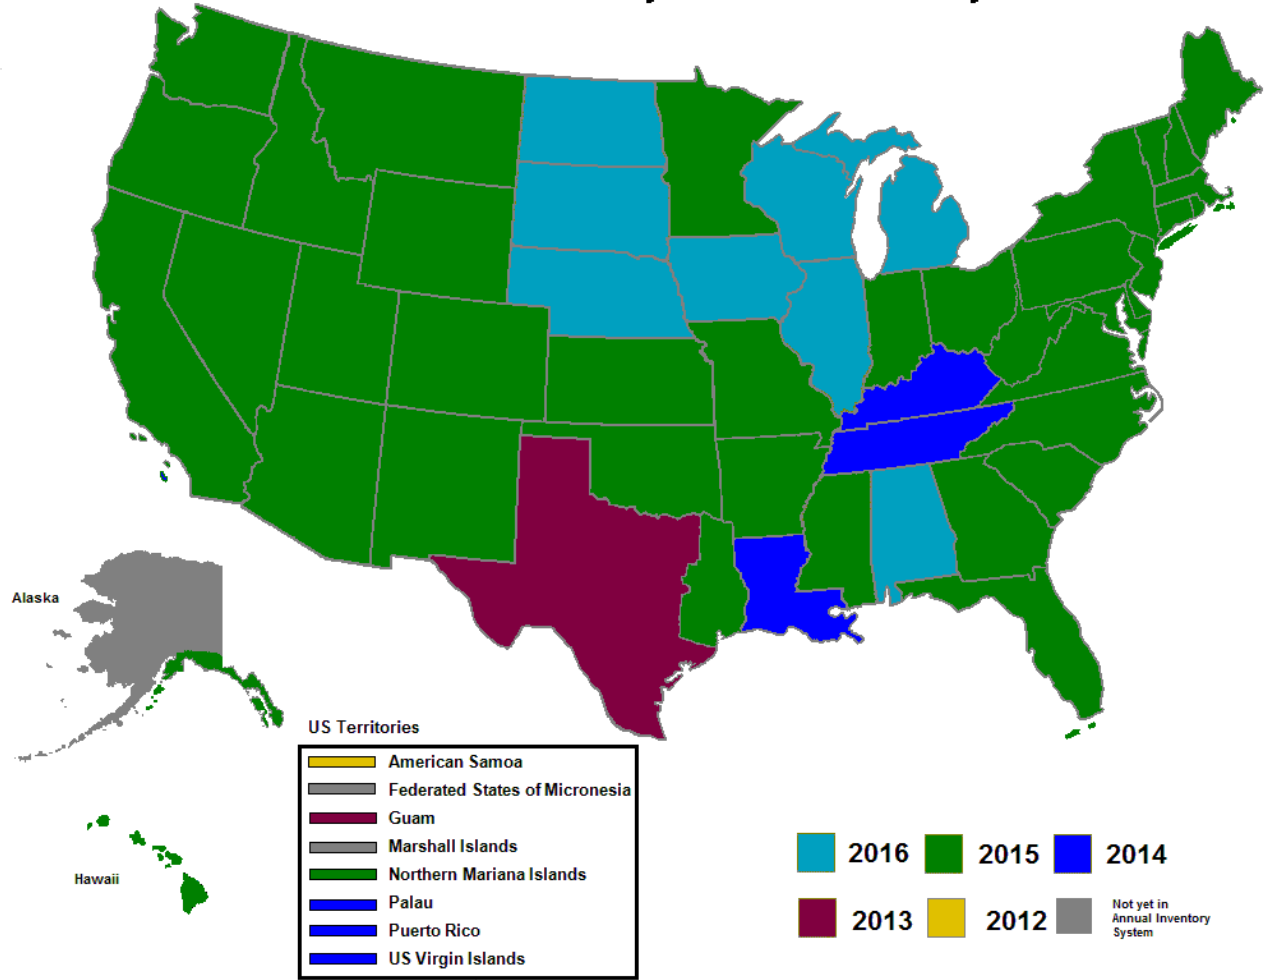 Alaska
Hawaii
US Territories
American Samoa
Federated States of Micronesia
Guam
Marshall Islands
Northern Mariana Islands
Palau
Puerto Rico
US Virgin Islands
2016 2015 2014
2013 2012 Not yet in
Annual Inventory
System